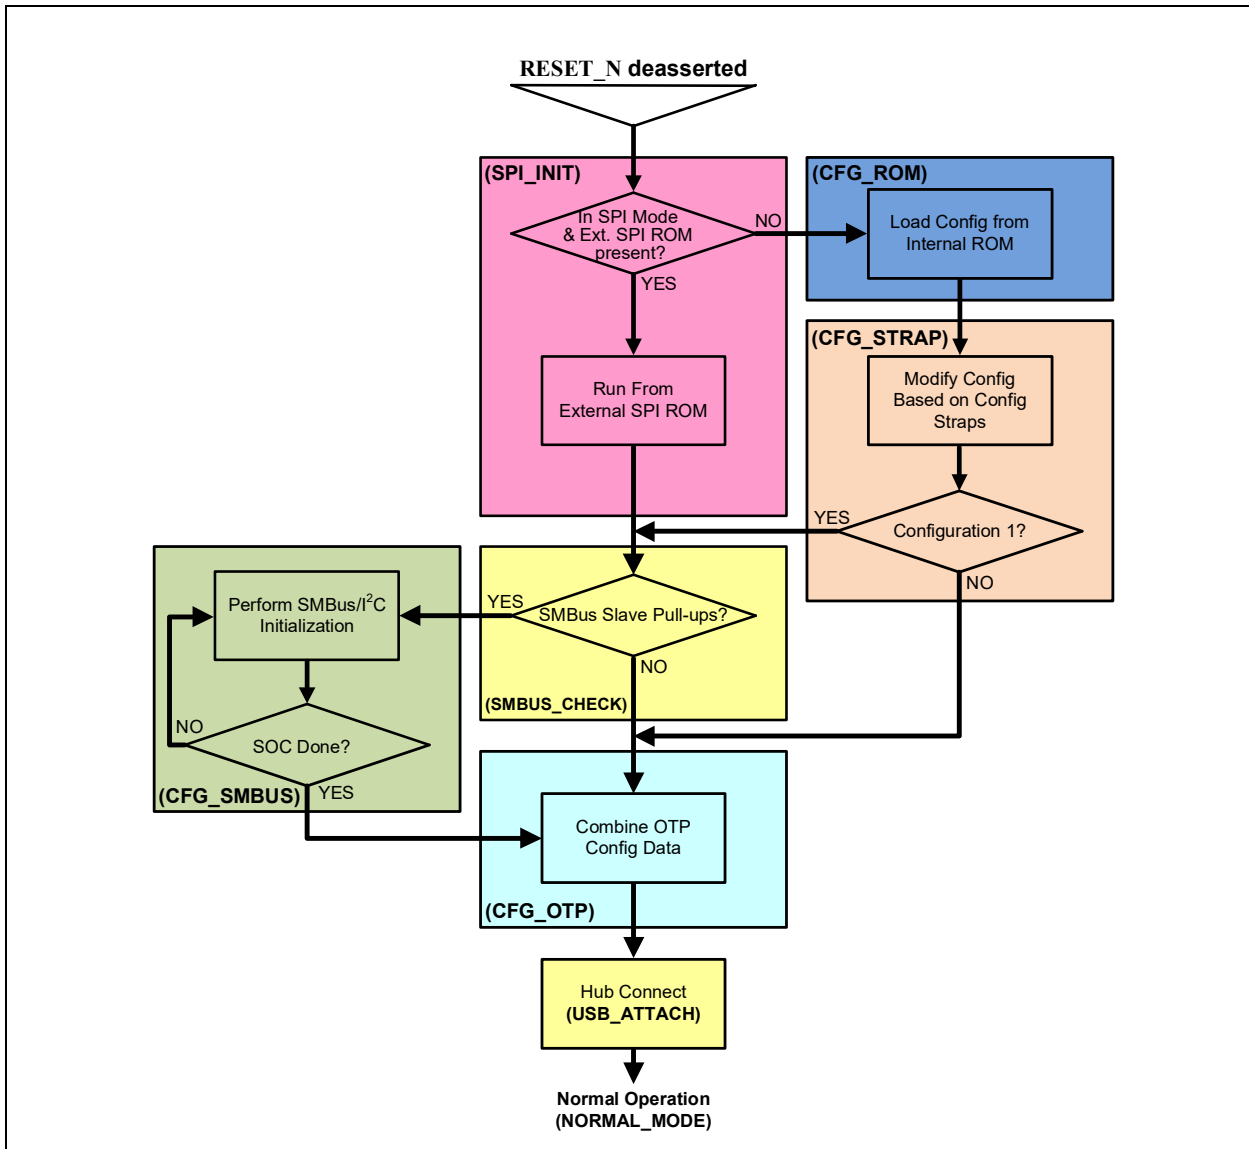 RESET_N deasserted
(SPI_INIT)
In SPI Mode
& Ext. SPI ROM
present?
NO
YES
Run From
External SPI ROM
(CFG_ROM)
Load Config from
Internal ROM
(CFG_STRAP)
Modify Config
Based on Config
Straps
Configuration 1?
YES
NO
SMBus Slave Pull-ups?
YES
NO
(SMBUS_CHECK)
Perform SMBus/I²C
Initialization
SOC Done?
NO
YES
(CFG_SMBUS)
Combine OTP
Config Data
(CFG_OTP)
Hub Connect
(USB_ATTACH)
Normal Operation
(NORMAL_MODE)